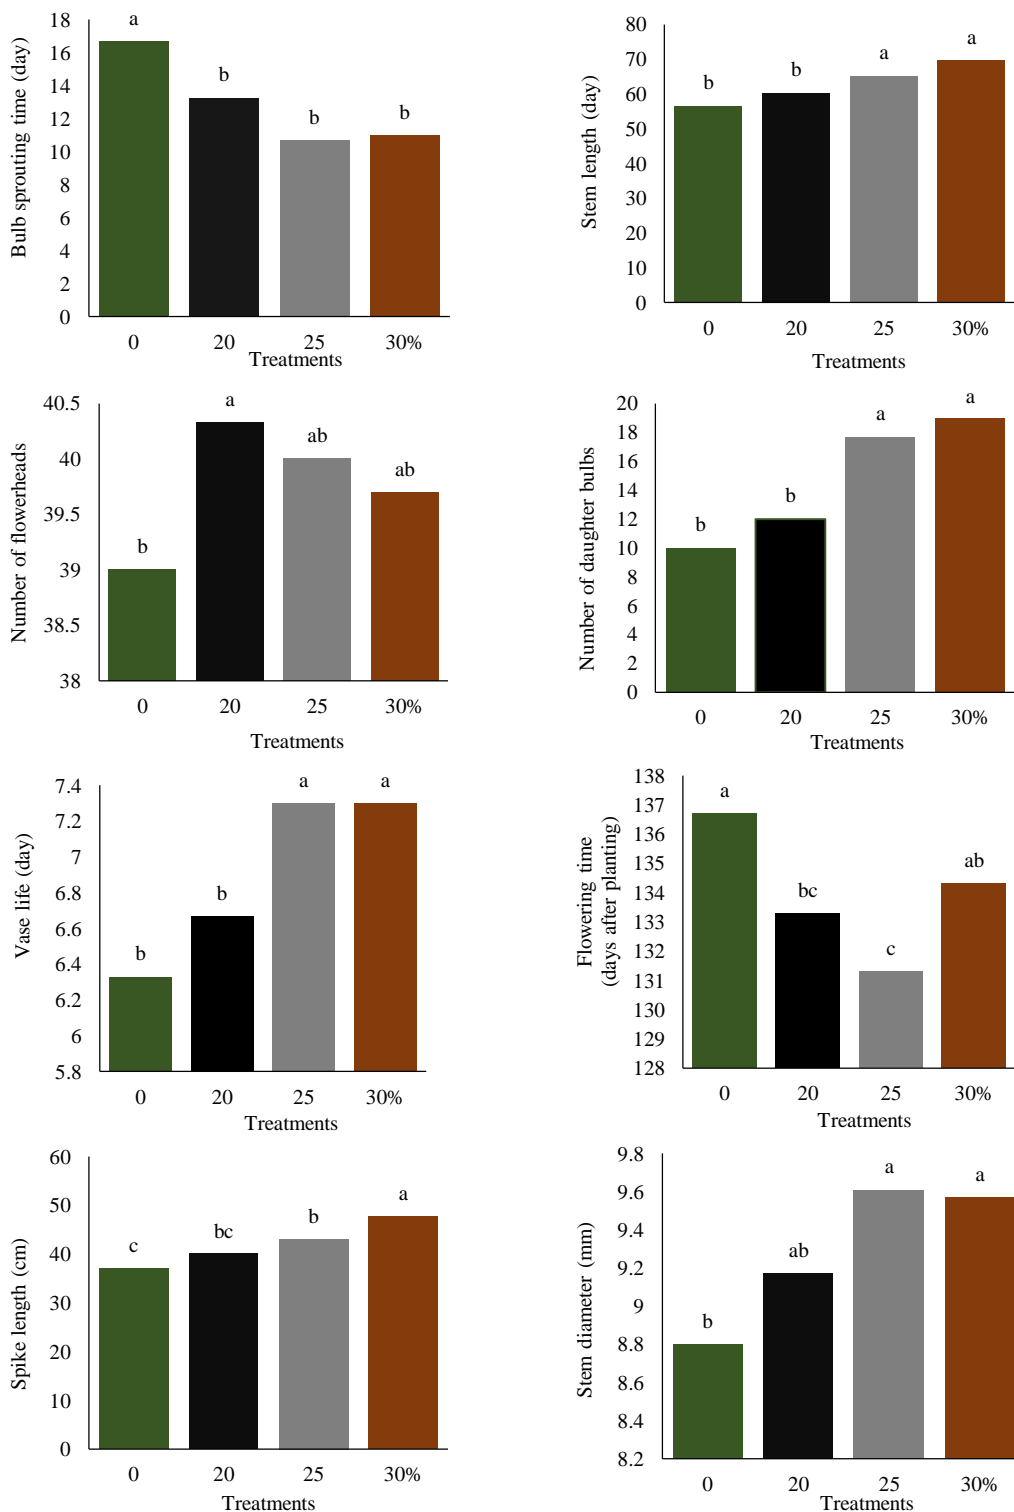 Bulb sprouting time (day)
18
16
14
12
10
8
6
4
2
0
a
b
b
b
0 20 25 30%
Treatments
Stem length (day)
80
70
60
50
40
30
20
10
0
b
b
a
a
0 20 25 30%
Treatments
Number of flowerheads
40.5
40
39.5
39
38.5
38
b
a
ab
ab
0 20 25 30%
Treatments
Number of daughter bulbs
20
18
16
14
12
10
8
6
4
2
0
b
b
a
a
0 20 25 30%
Treatments
Vase life (day)
7.4
7.2
7
6.8
6.6
6.4
6.2
6
5.8
b
b
a
a
0 20 25 30%
Treatments
Flowering time
(days after planting)
138
137
136
135
134
133
132
131
130
129
128
a
bc
c
ab
0 20 25 30%
Treatments
Spike length (cm)
60
50
40
30
20
10
0
c
bc
b
a
0 20 25 30%
Treatments
Stem diameter (mm)
9.8
9.6
9.4
9.2
9
8.8
8.6
8.4
8.2
b
ab
a
a
0 20 25 30%
Treatments